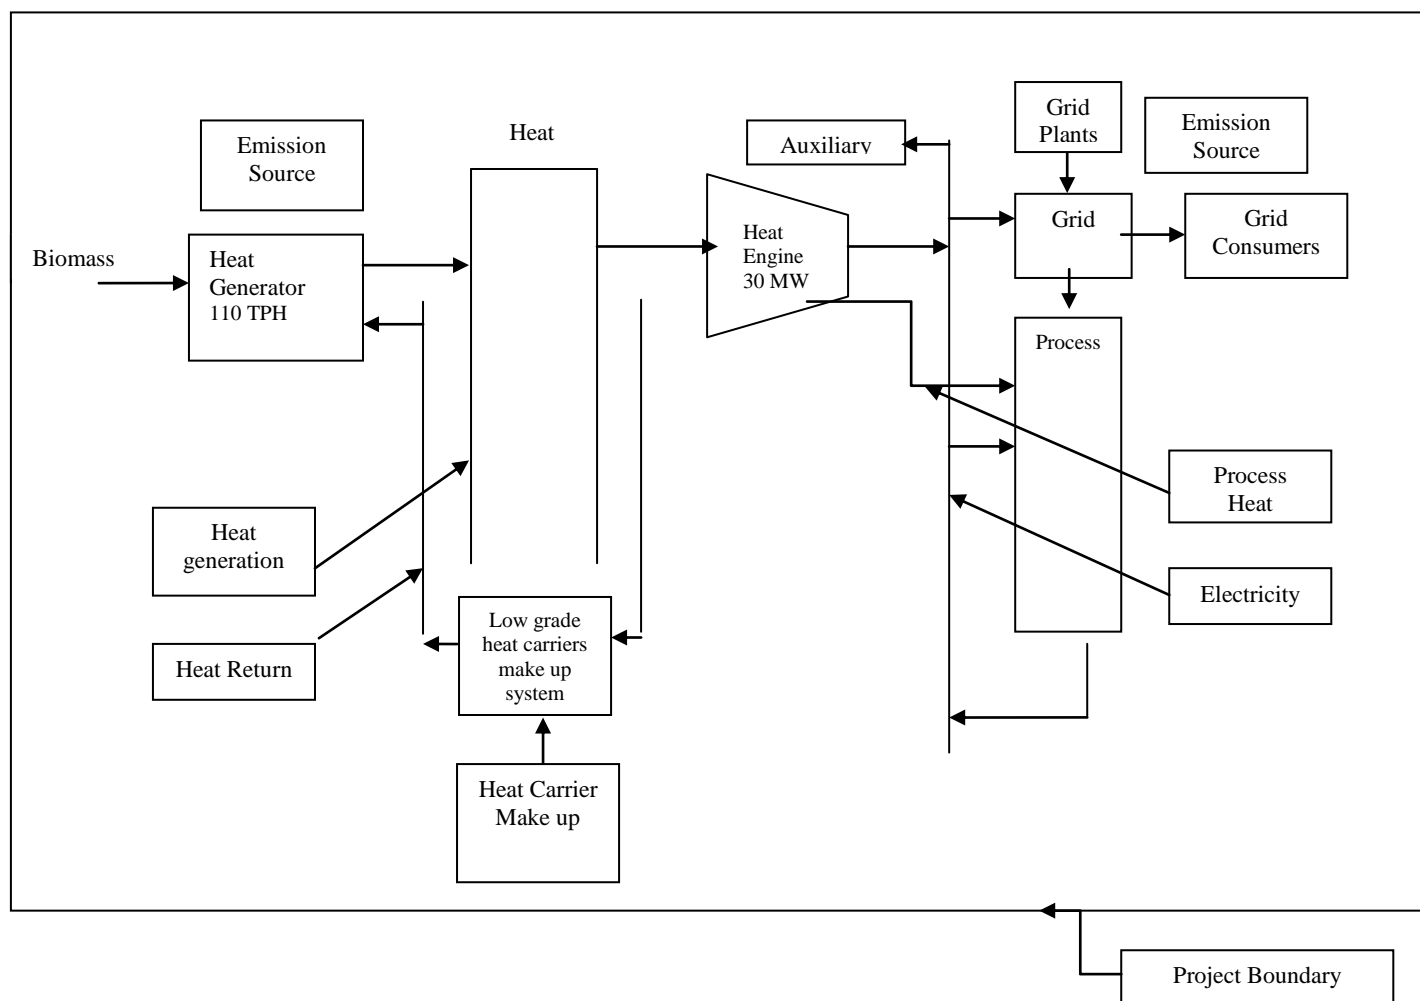 Grid
Plants
Emission
Source
Emission
Source
Heat
Auxiliary
Biomass
Heat
Generator
110 TPH
Heat
Engine
30 MW
Grid
Grid
Consumers
Process
Heat
generation
Process
Heat
Electricity
Heat Return
Low grade
heat carriers
make up
system
Heat Carrier
Make up
Project Boundary